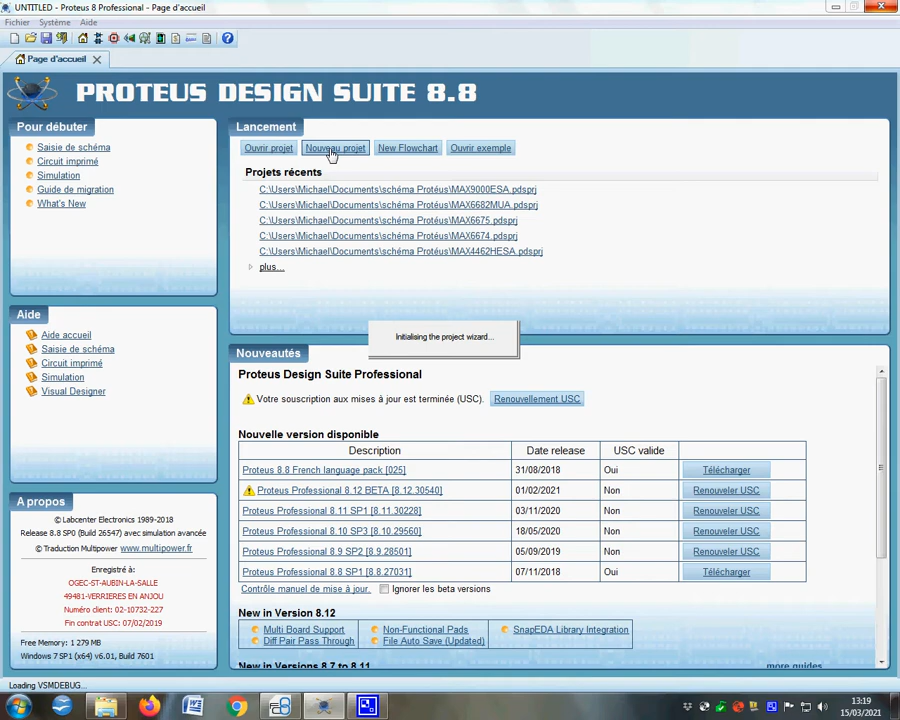 UNTITLED - Proteus 8 Professional - Page d'accueil
Fichier Système Aide
Page d'accueil
PROTEUS DESIGN SUITE 8.8
Pour débuter
Saisie de schéma
Circuit imprimé
Simulation
Guide de migration
What's New
Lancement
Ouvrir projet Nouveau projet New Flowchart Ouvrir exemple
Projets récents
C:\Users\Michael\Documents\schéma Protéus\MAX9000ESA.pdsprj
C:\Users\Michael\Documents\schéma Protéus\MAX6682MUA.pdsprj
C:\Users\Michael\Documents\schéma Protéus\MAX6675.pdsprj
C:\Users\Michael\Documents\schéma Protéus\MAX6674.pdsprj
C:\Users\Michael\Documents\schéma Protéus\MAX4462HESA.pdsprj
plus...
Initialising the project wizard...
Aide
Aide accueil
Saisie de schéma
Circuit imprimé
Simulation
Visual Designer
Nouveautés
Proteus Design Suite Professional
Votre souscription aux mises à jour est terminée (USC). Renouvellement USC
Nouvelle version disponible
Description Date release USC valide
Proteus 8.8 French language pack [025] 31/08/2018 Oui Télécharger
Proteus Professional 8.12 BETA [8.12.30540] 01/02/2021 Non Renouveler USC
Proteus Professional 8.11 SP1 [8.11.30228] 03/11/2020 Non Renouveler USC
Proteus Professional 8.10 SP3 [8.10.29560] 18/05/2020 Non Renouveler USC
Proteus Professional 8.9 SP2 [8.9.28501] 05/09/2019 Non Renouveler USC
Proteus Professional 8.8 SP1 [8.8.27031] 07/11/2018 Oui Télécharger
Contrôle manuel de mise à jour. Ignorer les beta versions
New in Version 8.12
Multi Board Support Non-Functional Pads SnapEDA Library Integration
Diff Pair Pass Through File Auto Save (Updated)
New in Versions 8.7 to 8.11 more guides
A propos
© Labcenter Electronics 1989-2018
Release 8.8 SP0 (Build 26547) avec simulation avancée
© Traduction Multipower www.multipower.fr
Enregistré à:
OGEC-ST-AUBIN-LA-SALLE
49481-VERRIERES EN ANJOU
Numéro client: 02-10732-227
Fin contrat USC: 07/02/2019
Free Memory: 1 279 MB
Windows 7 SP1 (x64) v6.01, Build 7601
Loading VSMDEBUG...
13:19
15/03/2021